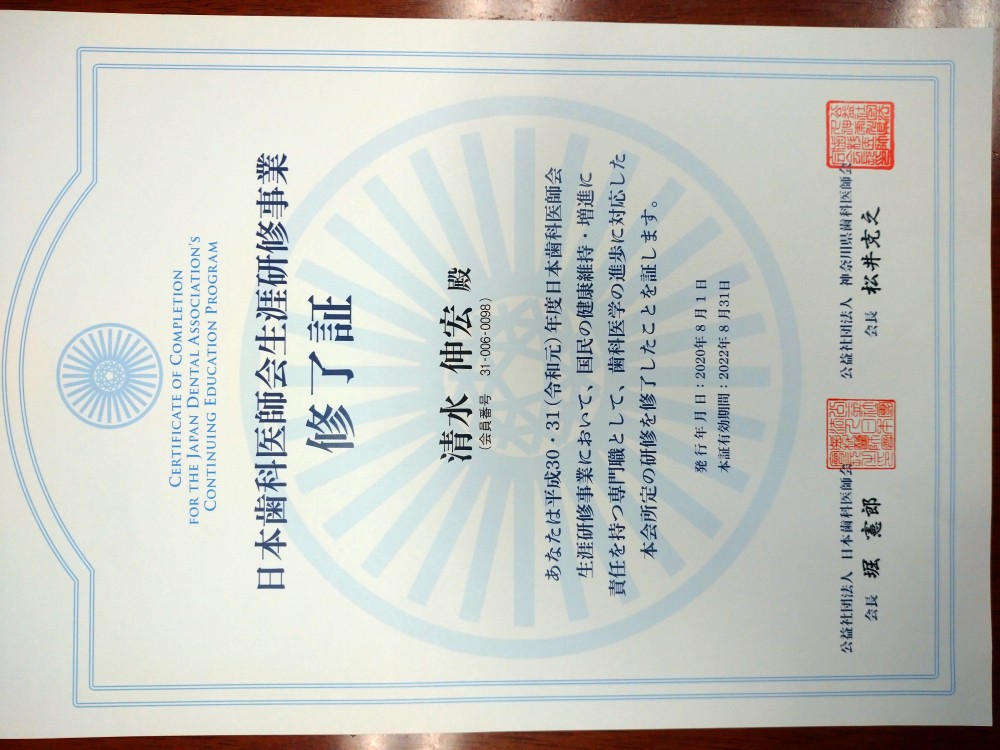 CERTIFICATE OF COMPLETION
FOR THE JAPAN DENTAL ASSOCIATION'S
CONTINUING EDUCATION PROGRAM
日本歯科医師会生涯研修事業
修了証
清水 伸宏 殿
(会員番号 31-006-0098)
あなたは平成30・31(令和元)年度日本歯科医師会
生涯研修事業において、国民の健康維持・増進に
責任を持つ専門職として、歯科医学の進歩に対応した
本会所定の研修を修了したことを証します。
発行年月日:2020年8月1日
本証有効期間:2022年8月31日
公益社団法人 日本歯科医師会
会長 堀 憲郎
公益社団法人 神奈川県歯科医師会
会長 松井克之